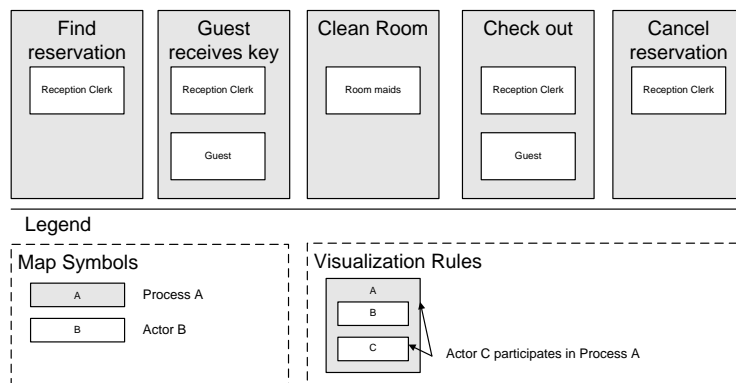 Find
reservation
Reception Clerk
Guest
receives key
Reception Clerk
Guest
Clean Room
Room maids
Check out
Reception Clerk
Guest
Cancel
reservation
Reception Clerk
Legend
Map Symbols
A
Process A
B
Actor B
Visualization Rules
A
B
C
Actor C participates in Process A